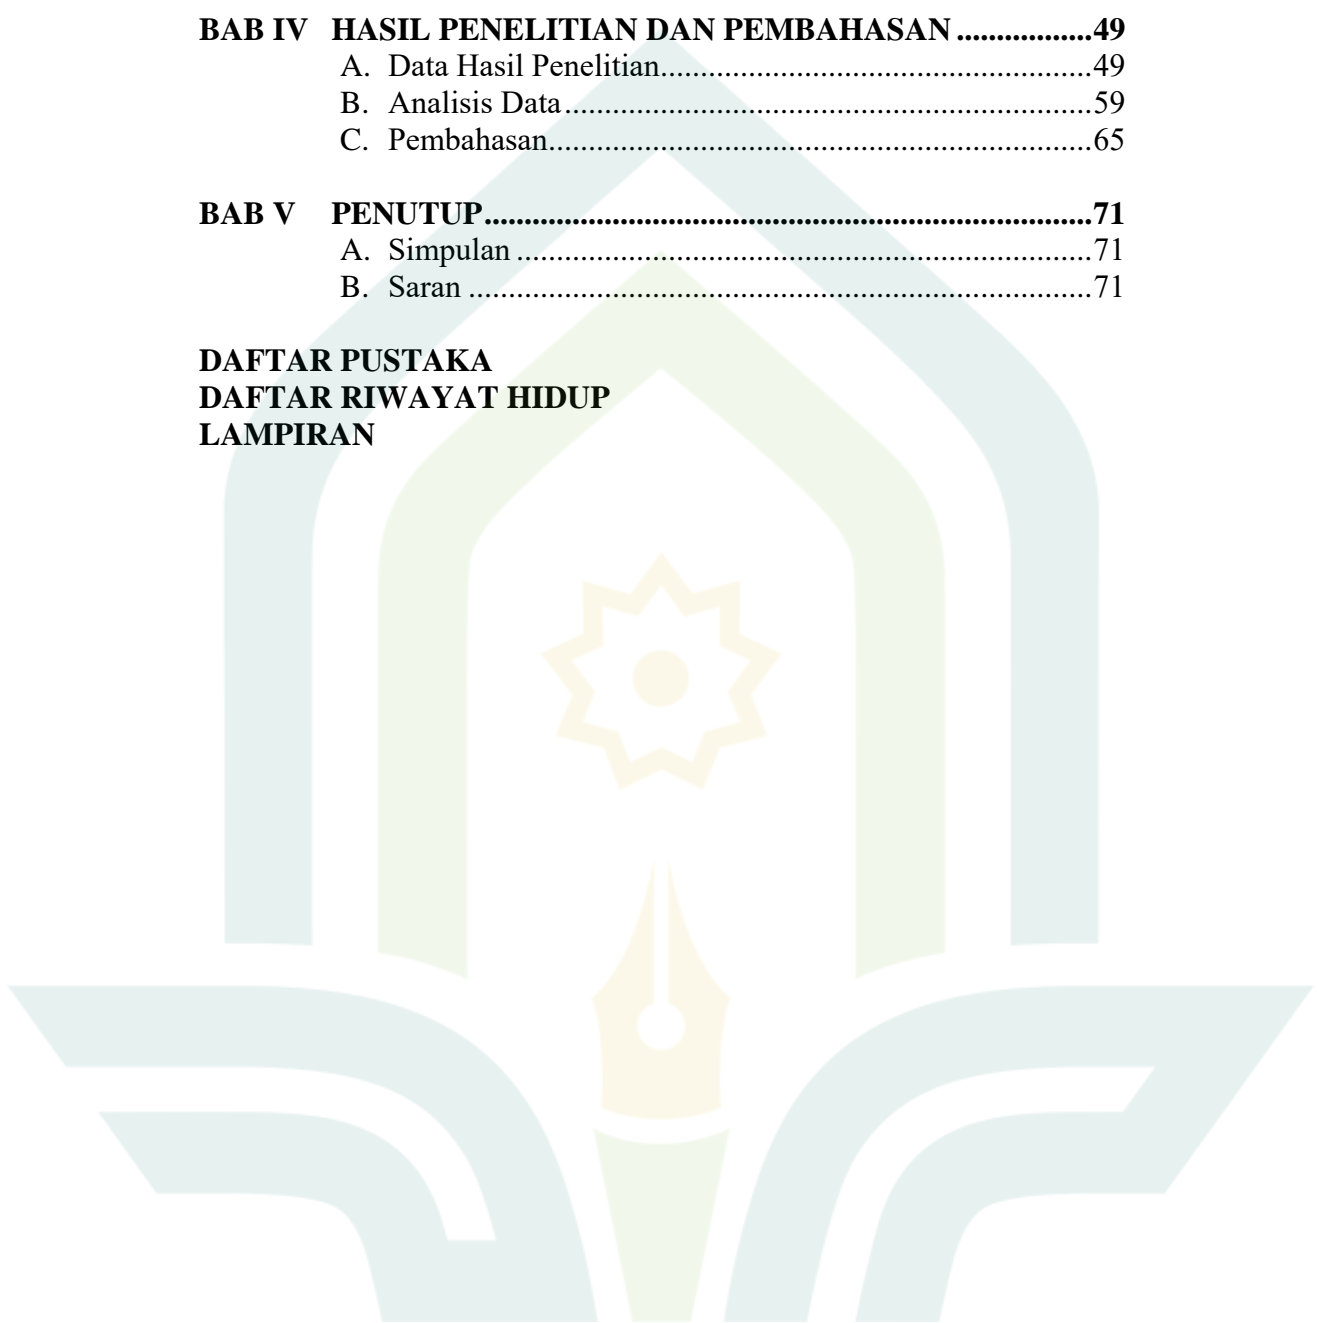 BAB IV HASIL PENELITIAN DAN PEMBAHASAN .................49
A. Data Hasil Penelitian.......................................................49
B. Analisis Data...................................................................59
C. Pembahasan.....................................................................65
BAB V PENUTUP.............................................................................71
A. Simpulan .........................................................................71
B. Saran ...............................................................................71
DAFTAR PUSTAKA
DAFTAR RIWAYAT HIDUP
LAMPIRAN